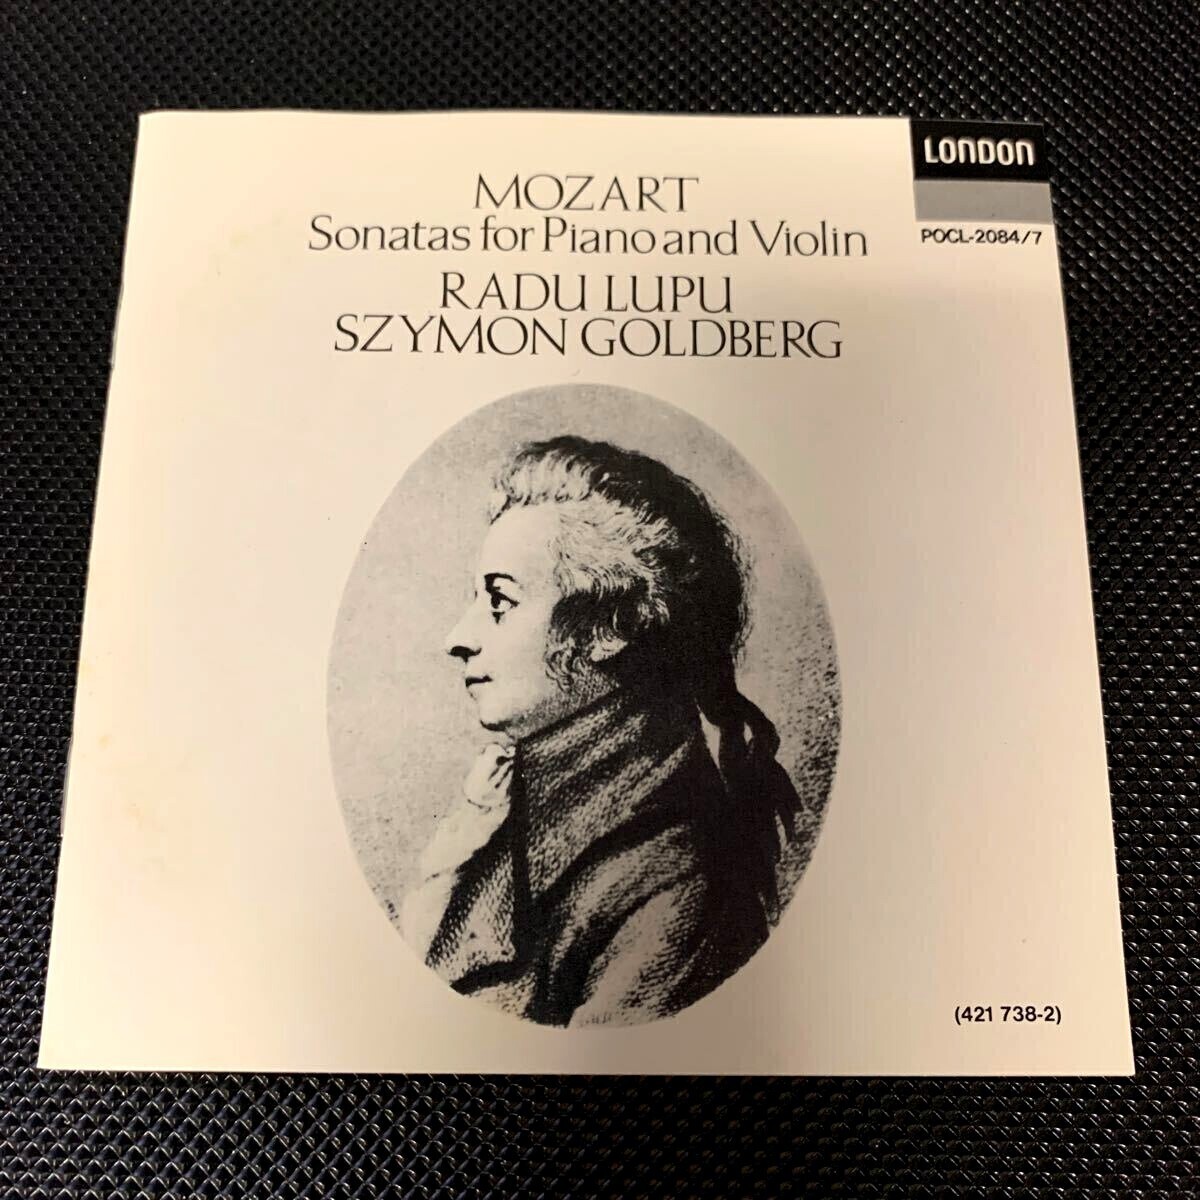 LONDON
POCL-2084/7
MOZART
Sonatas for Piano and Violin
RADU LUPU
SZYMON GOLDBERG
(421 738-2)